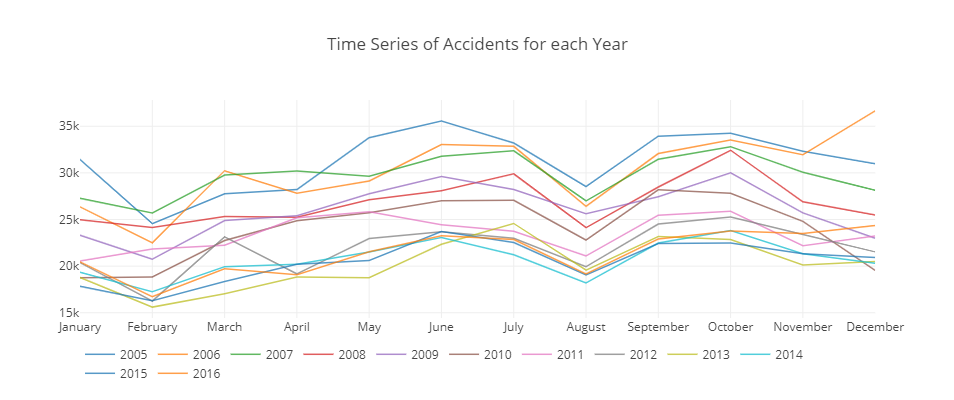 Time Series of Accidents for each Year
35k
30k
25k
20k
15k
January February March April May June July August September October November December
2005 2006 2007 2008 2009 2010 2011 2012 2013 2014
2015 2016